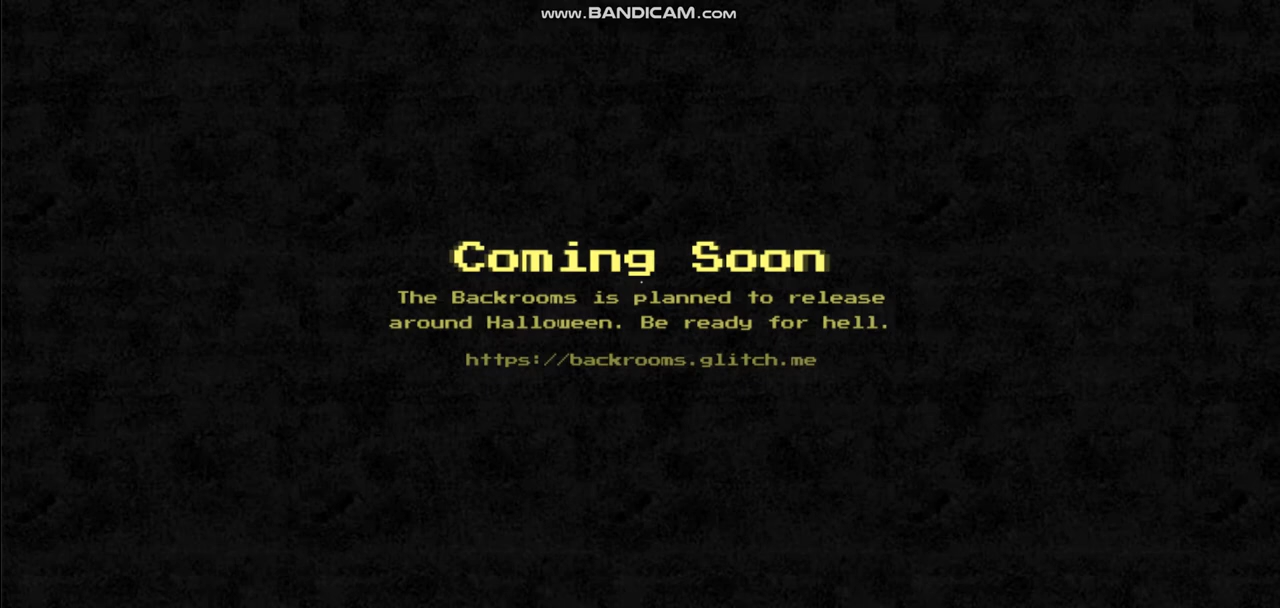 www.BANDICAM.com
Coming Soon
The Backrooms is planned to release
around Halloween. Be ready for hell.
https://backrooms.glitch.me